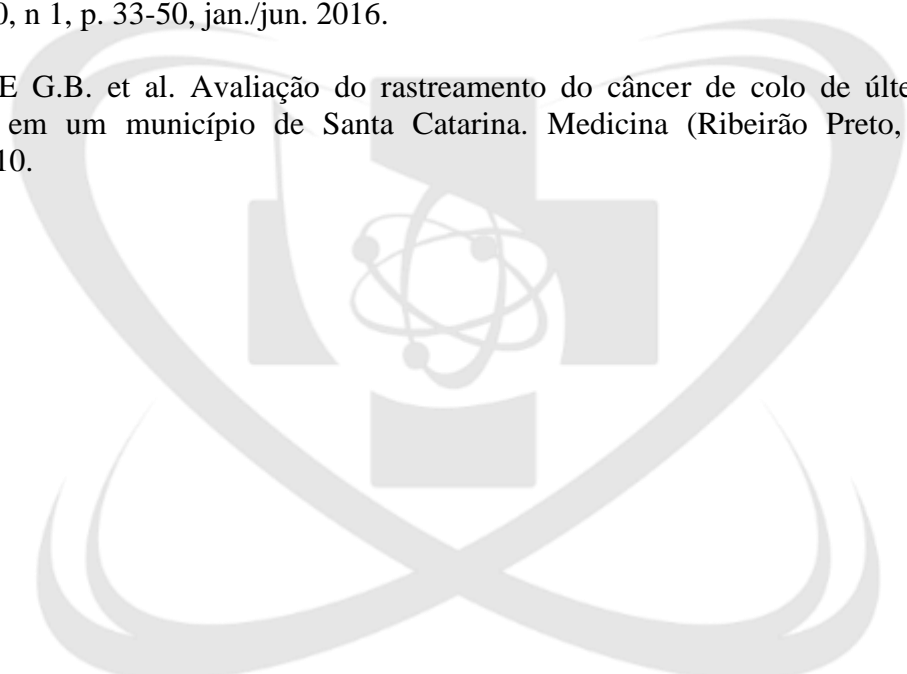 ), n 1, p. 33-50, jan./jun. 2016.
E G.B. et al. Avaliação do rastreamento do câncer de colo de úte
em um município de Santa Catarina. Medicina (Ribeirão Preto,
10.